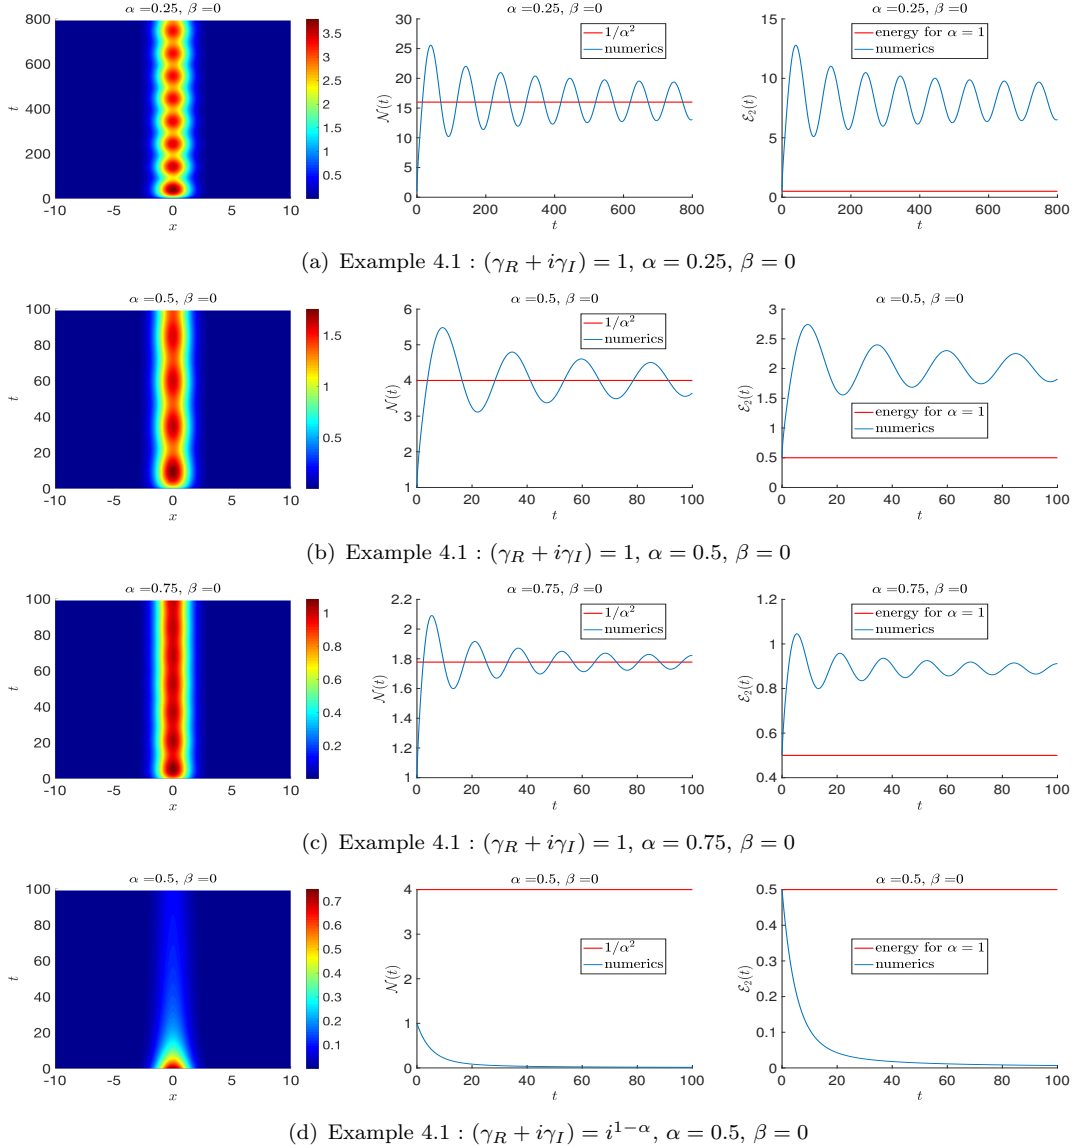 α =0.25, β =0
800
600
400
200
0
t
-10 -5 0 5 10
x
3.5
3
2.5
2
1.5
1
0.5
α =0.25, β =0
30
25
20
15
10
5
0
𝒩(t)
1/α²
numerics
0 200 400 600 800
t
α =0.25, β =0
15
10
5
0
ℰ₂(t)
energy for α = 1
numerics
0 200 400 600 800
t
(a) Example 4.1 : (γ_R + iγ_I) = 1, α = 0.25, β = 0
α =0.5, β =0
100
80
60
40
20
0
t
-10 -5 0 5 10
x
1.5
1
0.5
α =0.5, β =0
6
5
4
3
2
1
𝒩(t)
1/α²
numerics
0 20 40 60 80 100
t
α =0.5, β =0
3
2.5
2
1.5
1
0.5
0
ℰ₂(t)
energy for α = 1
numerics
0 20 40 60 80 100
t
(b) Example 4.1 : (γ_R + iγ_I) = 1, α = 0.5, β = 0
α =0.75, β =0
100
80
60
40
20
0
t
-10 -5 0 5 10
x
1
0.8
0.6
0.4
0.2
α =0.75, β =0
2.2
2
1.8
1.6
1.4
1.2
1
𝒩(t)
1/α²
numerics
0 20 40 60 80 100
t
α =0.75, β =0
1.2
1
0.8
0.6
0.4
ℰ₂(t)
energy for α = 1
numerics
0 20 40 60 80 100
t
(c) Example 4.1 : (γ_R + iγ_I) = 1, α = 0.75, β = 0
α =0.5, β =0
100
80
60
40
20
0
t
-10 -5 0 5 10
x
0.7
0.6
0.5
0.4
0.3
0.2
0.1
α =0.5, β =0
4
3
2
1
0
𝒩(t)
1/α²
numerics
0 20 40 60 80 100
t
α =0.5, β =0
0.5
0.4
0.3
0.2
0.1
0
ℰ₂(t)
energy for α = 1
numerics
0 20 40 60 80 100
t
(d) Example 4.1 : (γ_R + iγ_I) = i^{1−α}, α = 0.5, β = 0